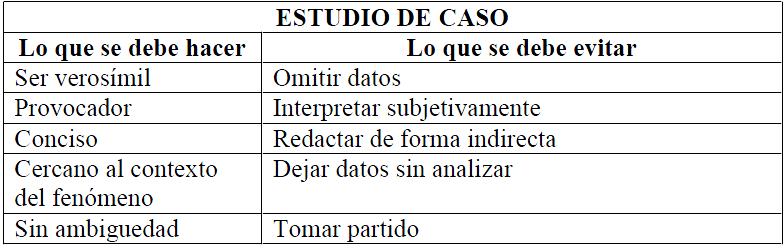 ESTUDIO DE CASO
Lo que se debe hacer Lo que se debe evitar
Ser verosímil Omitir datos
Provocador Interpretar subjetivamente
Conciso Redactar de forma indirecta
Cercano al contexto Dejar datos sin analizar
del fenómeno
Sin ambiguedad Tomar partido